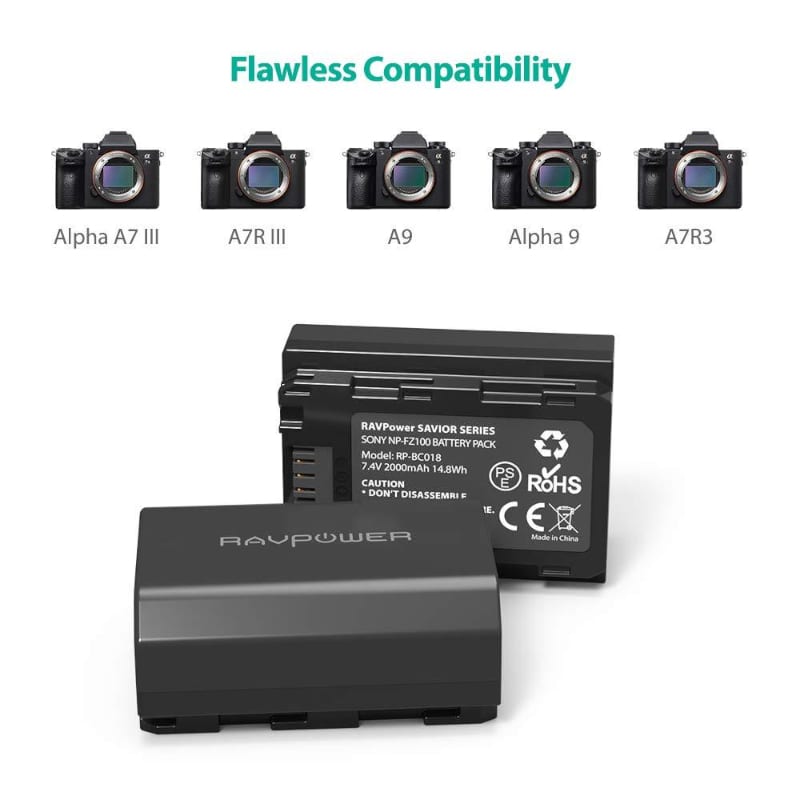 Flawless Compatibility
Alpha A7 III
A7R III
A9
Alpha 9
A7R3
RAVPower SAVIOR SERIES
SONY NP-FZ100 BATTERY PACK
Model: RP-BC018
7.4V 2000mAh 14.8Wh
CAUTION
* DON'T DISASSEMBLE
PS
E
RoHS
CE
Made in China
RAVPOWER